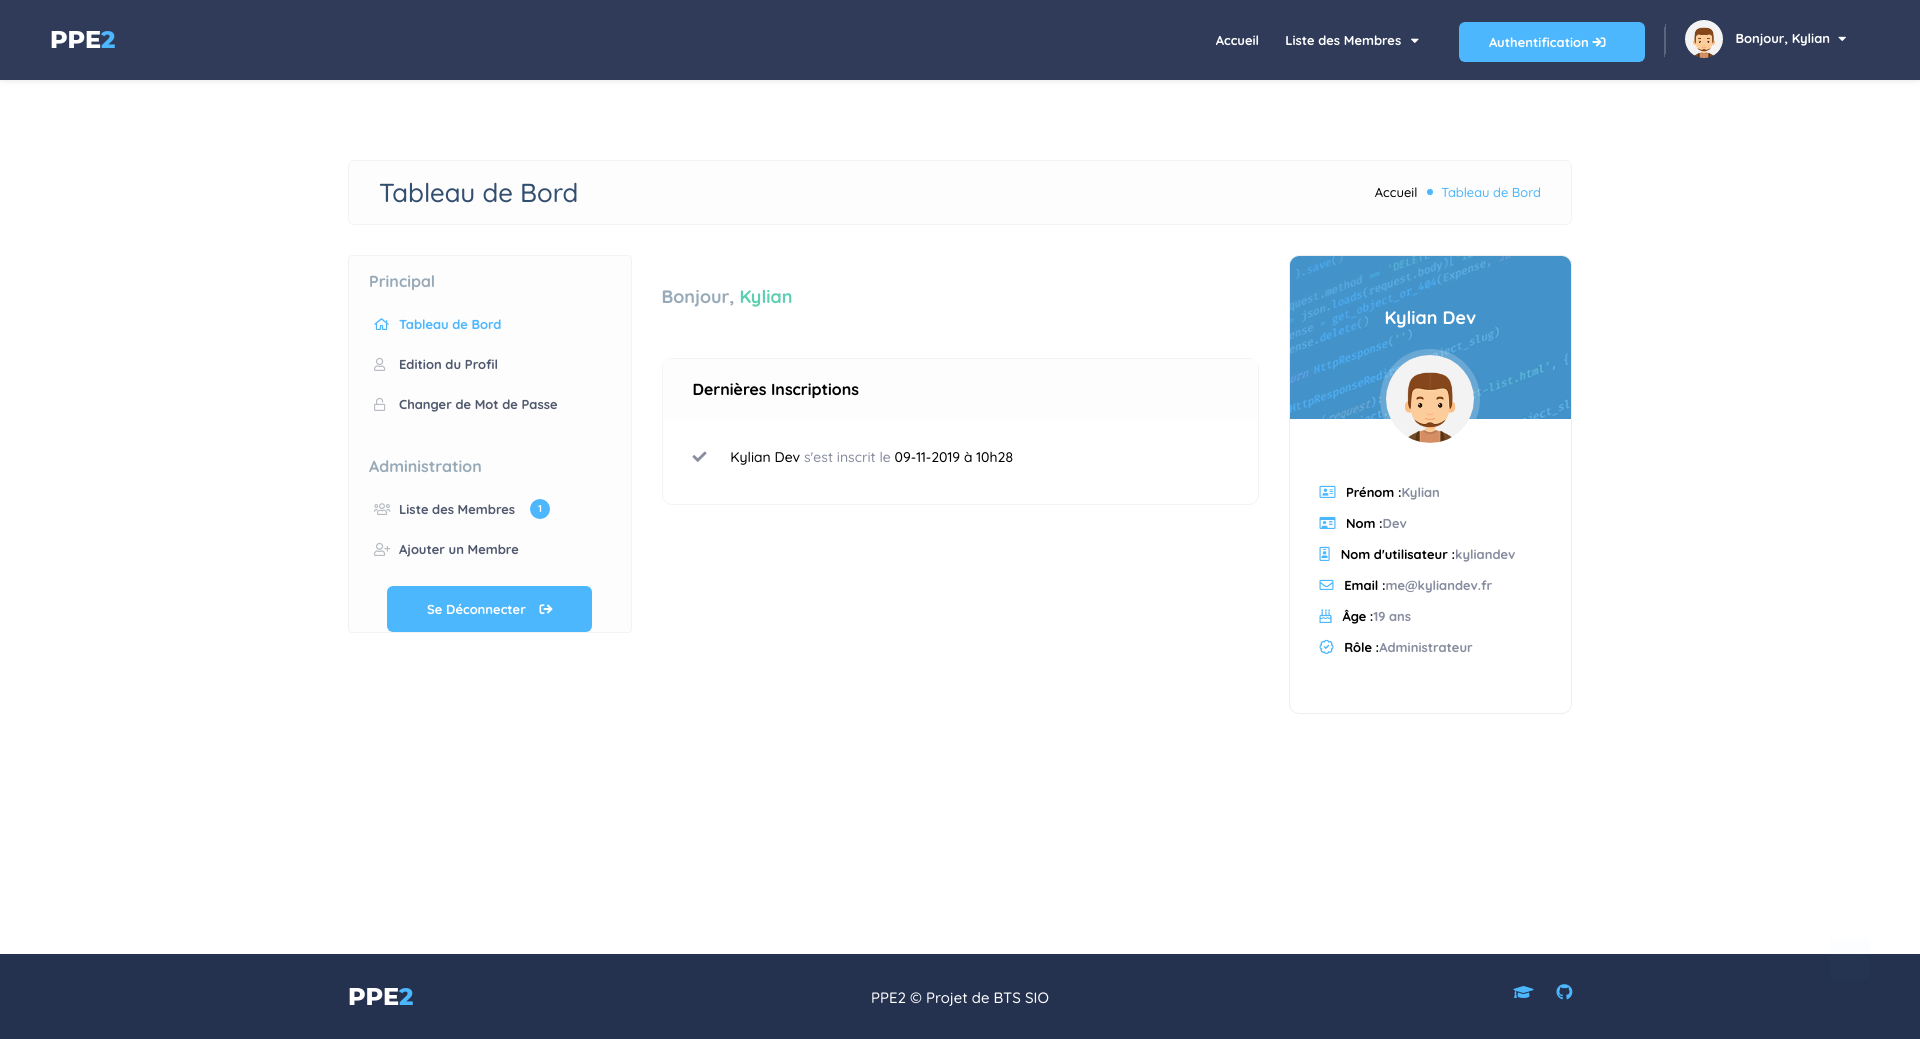 PPE2
Accueil
Liste des Membres
Authentification
Bonjour, Kylian
Tableau de Bord
Accueil
Tableau de Bord
Principal
Tableau de Bord
Edition du Profil
Changer de Mot de Passe
Administration
Liste des Membres 1
Ajouter un Membre
Se Déconnecter
Bonjour, Kylian
Dernières Inscriptions
Kylian Dev s'est inscrit le 09-11-2019 à 10h28
Kylian Dev
Prénom :Kylian
Nom :Dev
Nom d'utilisateur :kyliandev
Email :me@kyliandev.fr
Âge :19 ans
Rôle :Administrateur
PPE2
PPE2 © Projet de BTS SIO